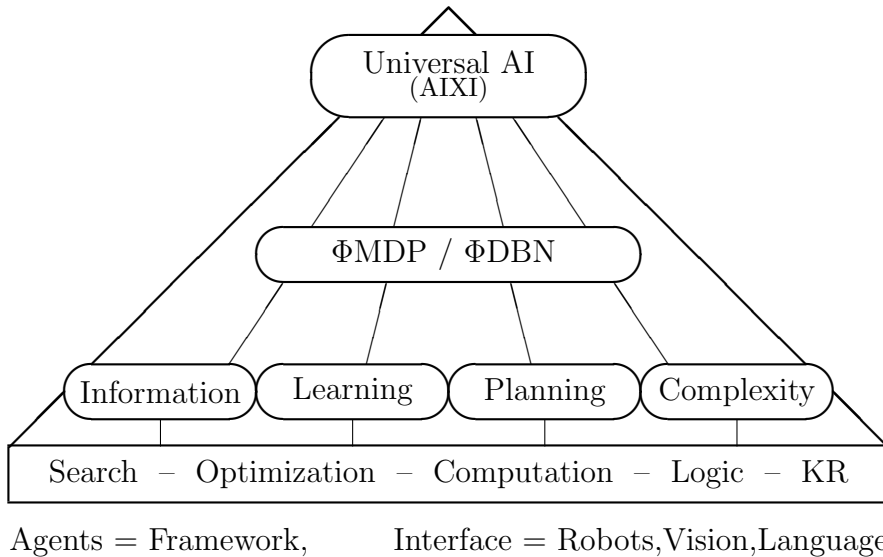 Universal AI
(AIXI)
ΦMDP / ΦDBN
Information Learning Planning Complexity
Search – Optimization – Computation – Logic – KR
Agents = Framework, Interface = Robots,Vision,Language